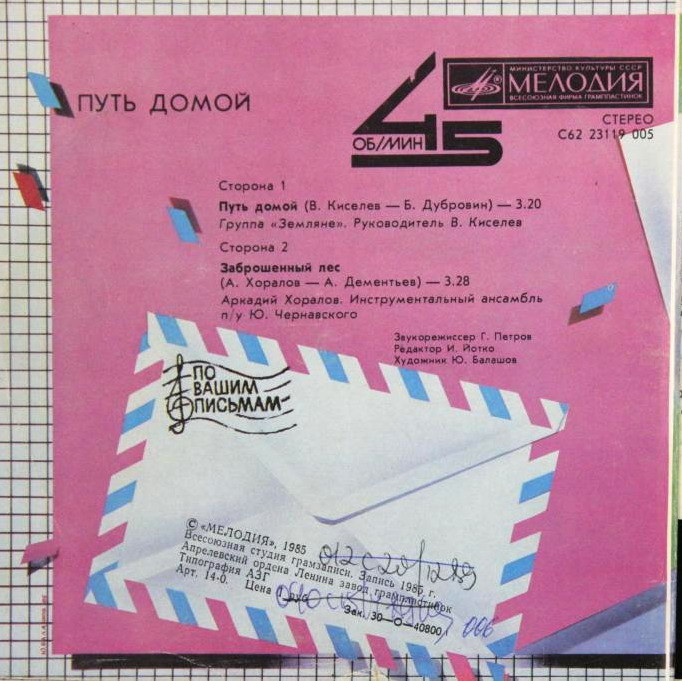 ПУТЬ ДОМОЙ
45
ОБ/МИН
МИНИСТЕРСТВО КУЛЬТУРЫ СССР
МЕЛОДИЯ
ВСЕСОЮЗНАЯ ФИРМА ГРАМПЛАСТИНОК
СТЕРЕО
С62 23119 005
Сторона 1
Путь домой (В. Киселев — Б. Дубровин) — 3.20
Группа «Земляне». Руководитель В. Киселев
Сторона 2
Заброшенный лес
(А. Хоралов — А. Дементьев) — 3.28
Аркадий Хоралов. Инструментальный ансамбль
п/у Ю. Чернавского
Звукорежиссер Г. Петров
Редактор И. Йотко
Художник Ю. Балашов
ПО
ВАШИМ
ПИСЬМАМ
© «МЕЛОДИЯ», 1985
Всесоюзная студия грамзаписи. Запись 1985 г.
Апрелевский ордена Ленина завод грампластинок
Типография АЗГ
Арт. 14-0. Цена 1 руб.
Зак. 30—О—40800
006